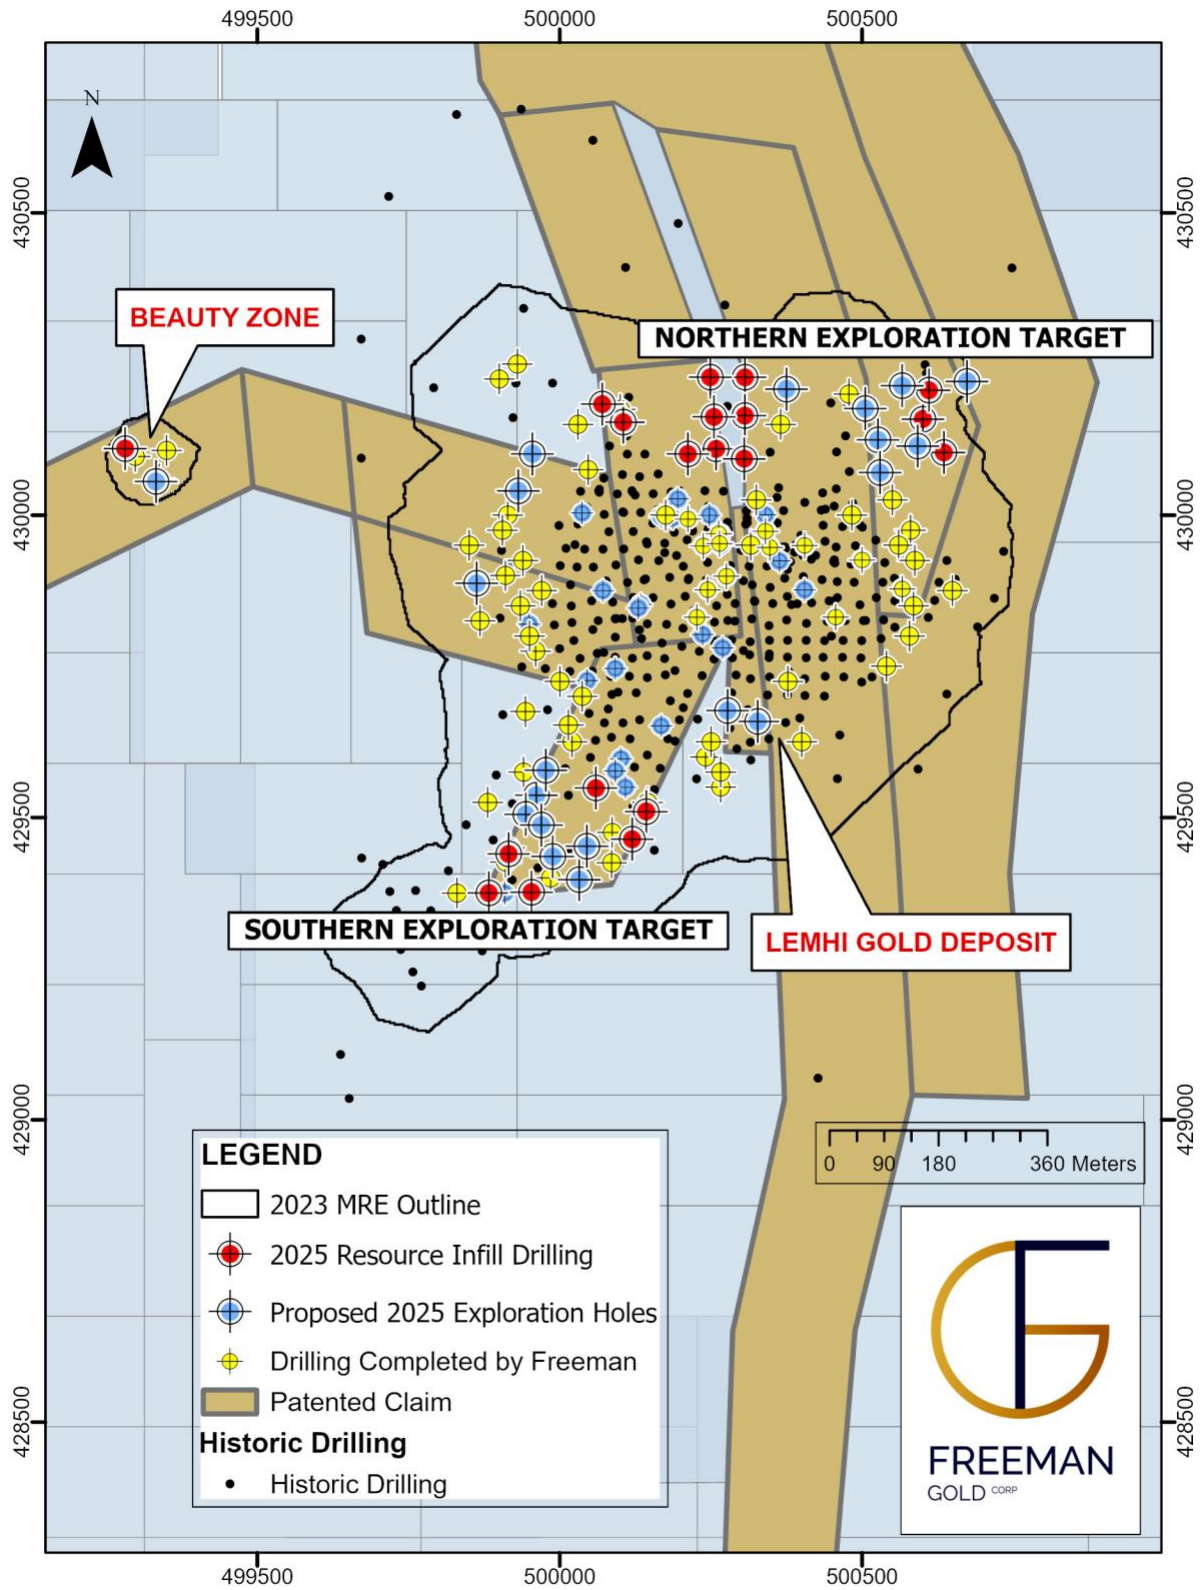 499500 500000 500500
N
430500 430500
BEAUTY ZONE
NORTHERN EXPLORATION TARGET
430000 430000
429500 429500
SOUTHERN EXPLORATION TARGET
LEMHI GOLD DEPOSIT
429000 429000
0 90 180 360 Meters
LEGEND
2023 MRE Outline
2025 Resource Infill Drilling
Proposed 2025 Exploration Holes
Drilling Completed by Freeman
Patented Claim
Historic Drilling
Historic Drilling
428500 428500
FREEMAN
GOLD CORP
499500 500000 500500